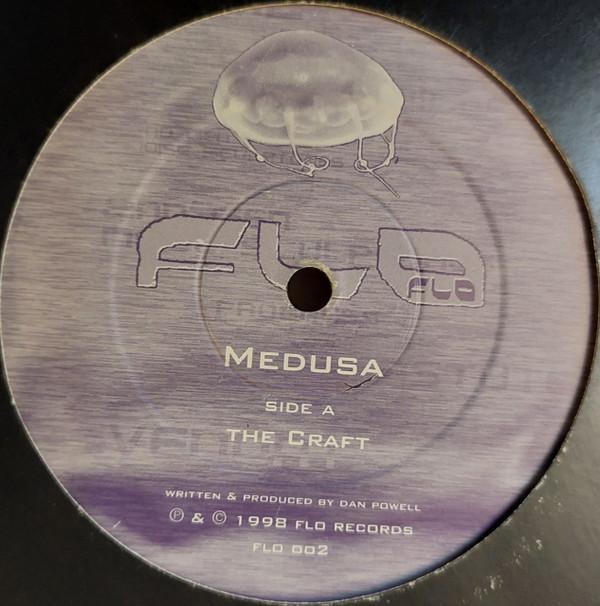 FLO
FLO
MEDUSA
SIDE A
THE CRAFT
WRITTEN & PRODUCED BY DAN POWELL
℗ & © 1998 FLO RECORDS
FLO 002